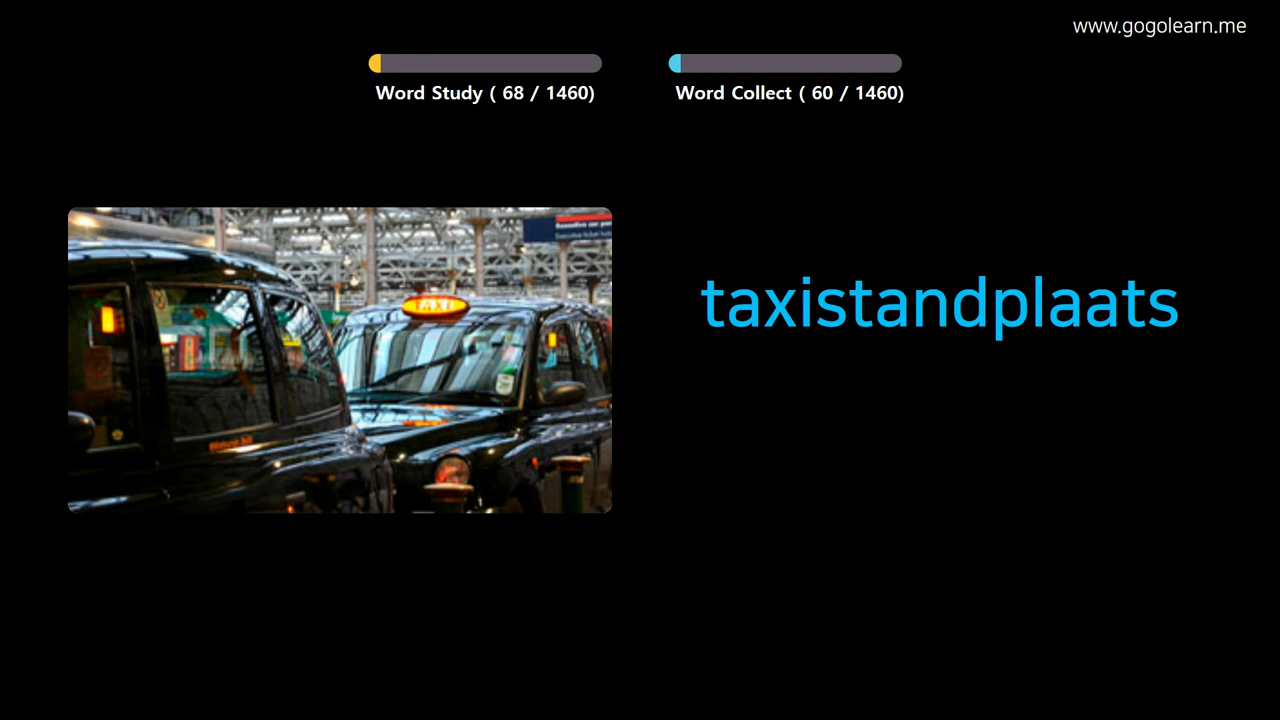 www.gogolearn.me
Word Study ( 68 / 1460)
Word Collect ( 60 / 1460)
TAXI
taxistandplaats